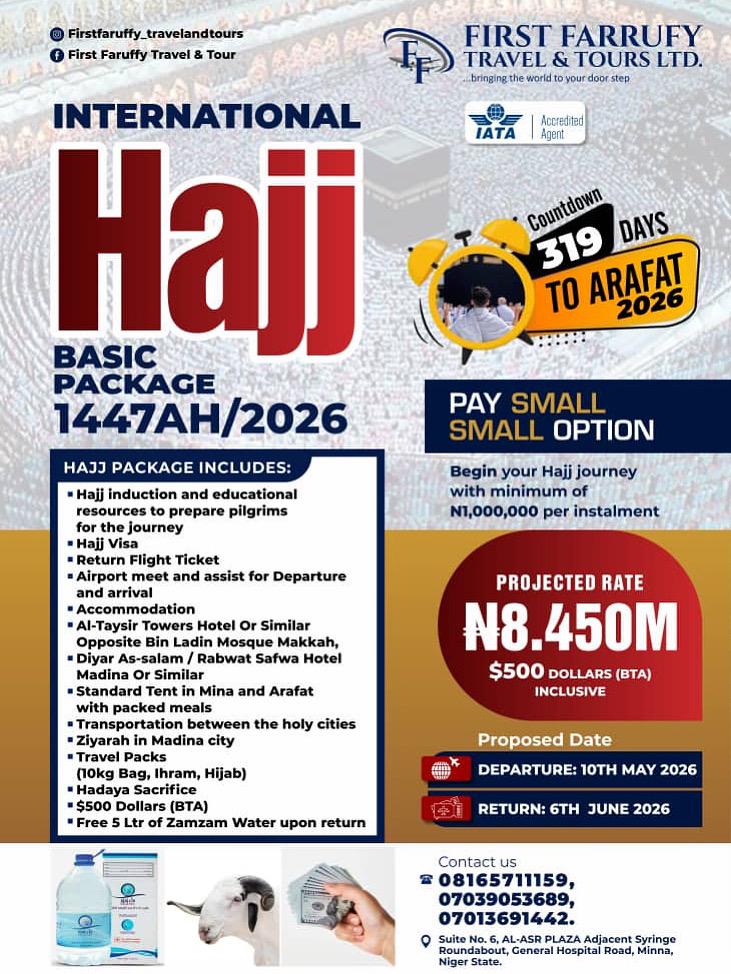 Firstfaruffy_travelandtours
First Faruffy Travel & Tour
FF
FIRST FARRUFY
TRAVEL & TOURS LTD.
...bringing the world to your door step
IATA
Accredited
Agent
INTERNATIONAL
Hajj
BASIC
PACKAGE
1447AH/2026
Countdown
319 DAYS
TO ARAFAT
2026
PAY SMALL
SMALL OPTION
Begin your Hajj journey
with minimum of
N1,000,000 per instalment
HAJJ PACKAGE INCLUDES:
▪ Hajj induction and educational
resources to prepare pilgrims
for the journey
▪ Hajj Visa
▪ Return Flight Ticket
▪ Airport meet and assist for Departure
and arrival
▪ Accommodation
▪ Al-Taysir Towers Hotel Or Similar
Opposite Bin Ladin Mosque Makkah,
▪ Diyar As-salam / Rabwat Safwa Hotel
Madina Or Similar
▪ Standard Tent in Mina and Arafat
with packed meals
▪ Transportation between the holy cities
▪ Ziyarah in Madina city
▪ Travel Packs
(10kg Bag, Ihram, Hijab)
▪ Hadaya Sacrifice
▪ $500 Dollars (BTA)
▪ Free 5 Ltr of Zamzam Water upon return
PROJECTED RATE
₦8.450M
$500 DOLLARS (BTA)
INCLUSIVE
Proposed Date
DEPARTURE: 10TH MAY 2026
RETURN: 6TH JUNE 2026
Contact us
08165711159,
07039053689,
07013691442.
Suite No. 6, AL-ASR PLAZA Adjacent Syringe
Roundabout, General Hospital Road, Minna,
Niger State.